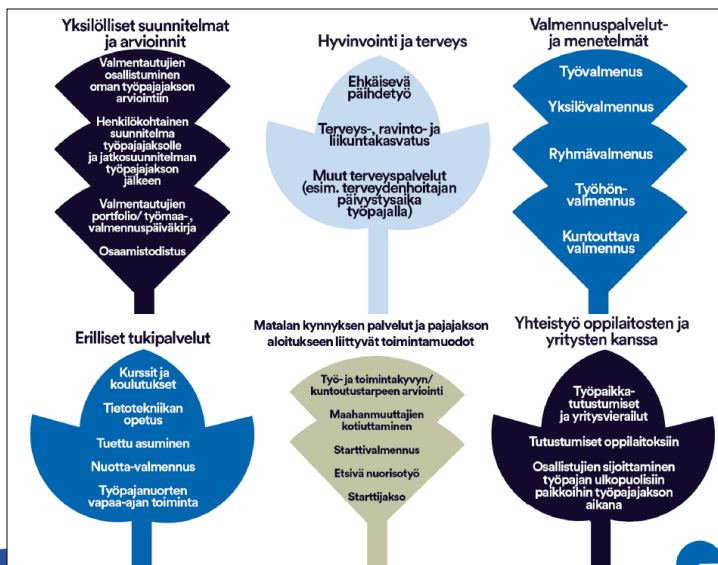 Yksilölliset suunnitelmat
ja arvioinnit
Valmentautujien
osallistuminen
oman työpajajakson
arviointiin
Henkilökohtainen
suunnitelma
työpajajaksolle
ja jatkosuunnitelman
työpajakson
jälkeen
Valmentautujien
portfolio/ työmaa-,
valmennuspäiväkirja
Osaamistodistus
Hyvinvointi ja terveys
Ehkäisevä
päihdetyö
Terveys-, ravinto- ja
liikuntakasvatus
Muut terveyspalvelut
(esim. terveydenhoitajan
päivystysaika
työpajalla)
Valmennuspalvelut-
ja menetelmät
Työvalmenus
Yksilövalmennus
Ryhmävalmenus
Työhön-
valmennus
Kuntouttava
valmennus
Erilliset tukipalvelut
Kurssit ja
koulutukset
Tietotekniikan
opetus
Tuettu asuminen
Nuotta-valmennus
Työpajanuorten
vapaa-ajan toiminta
Matalan kynnyksen palvelut ja pajajakson
aloitukseen liittyvät toimintamuodot
Työ- ja toimintakyvyn/
kuntoutustarpeen arviointi
Maahanmuuttajien
kotiuttaminen
Starttivalmennus
Etsivä nuorisotyö
Starttijakso
Yhteistyö oppilaitosten ja
yritysten kanssa
Työpaikka-
tutustumiset
ja yritysvierailut
Tutustumiset oppilaitoksiin
Osallistujien sijoittaminen
työpajan ulkopuolisiin
paikkoihin työpajajakson
aikana